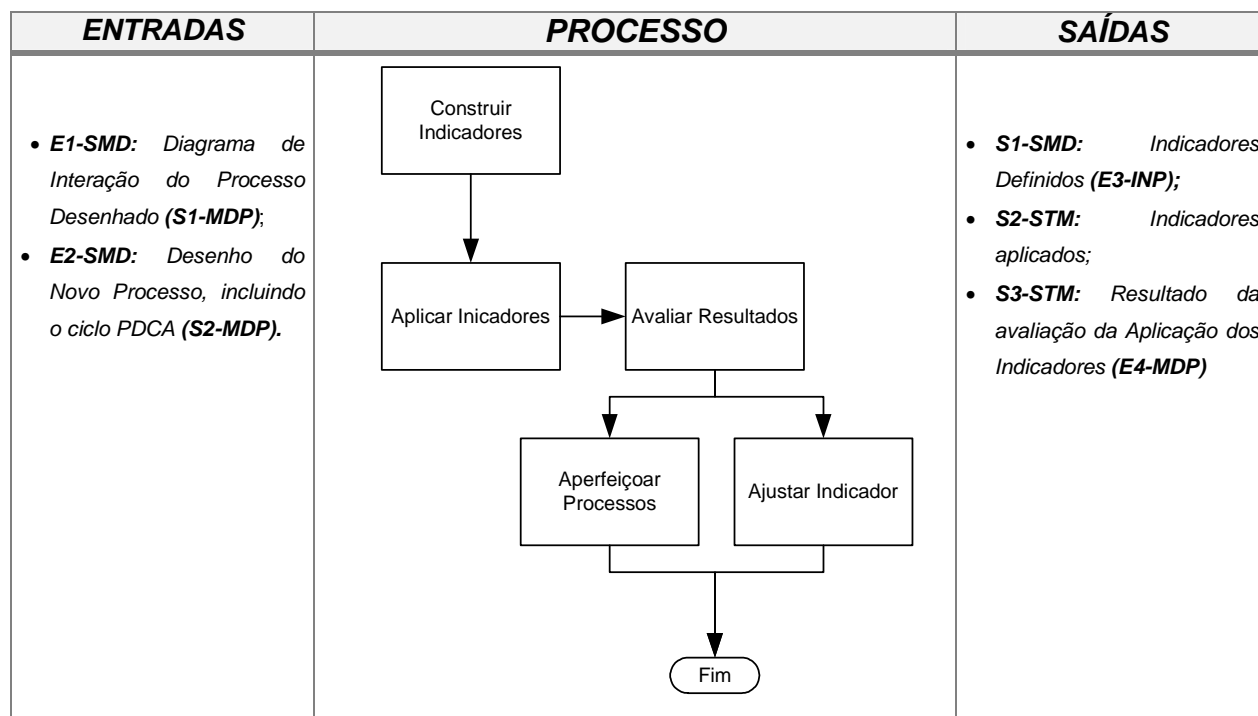 ENTRADAS
PROCESSO
SAÍDAS
• E1-SMD: Diagrama de
Interação do Processo
Desenhado (S1-MDP);
• E2-SMD: Desenho do
Novo Processo, incluindo
o ciclo PDCA (S2-MDP).
Construir
Indicadores
Aplicar Inicadores
Avaliar Resultados
Aperfeiçoar
Processos
Ajustar Indicador
Fim
• S1-SMD: Indicadores
Definidos (E3-INP);
• S2-STM: Indicadores
aplicados;
• S3-STM: Resultado da
avaliação da Aplicação dos
Indicadores (E4-MDP)